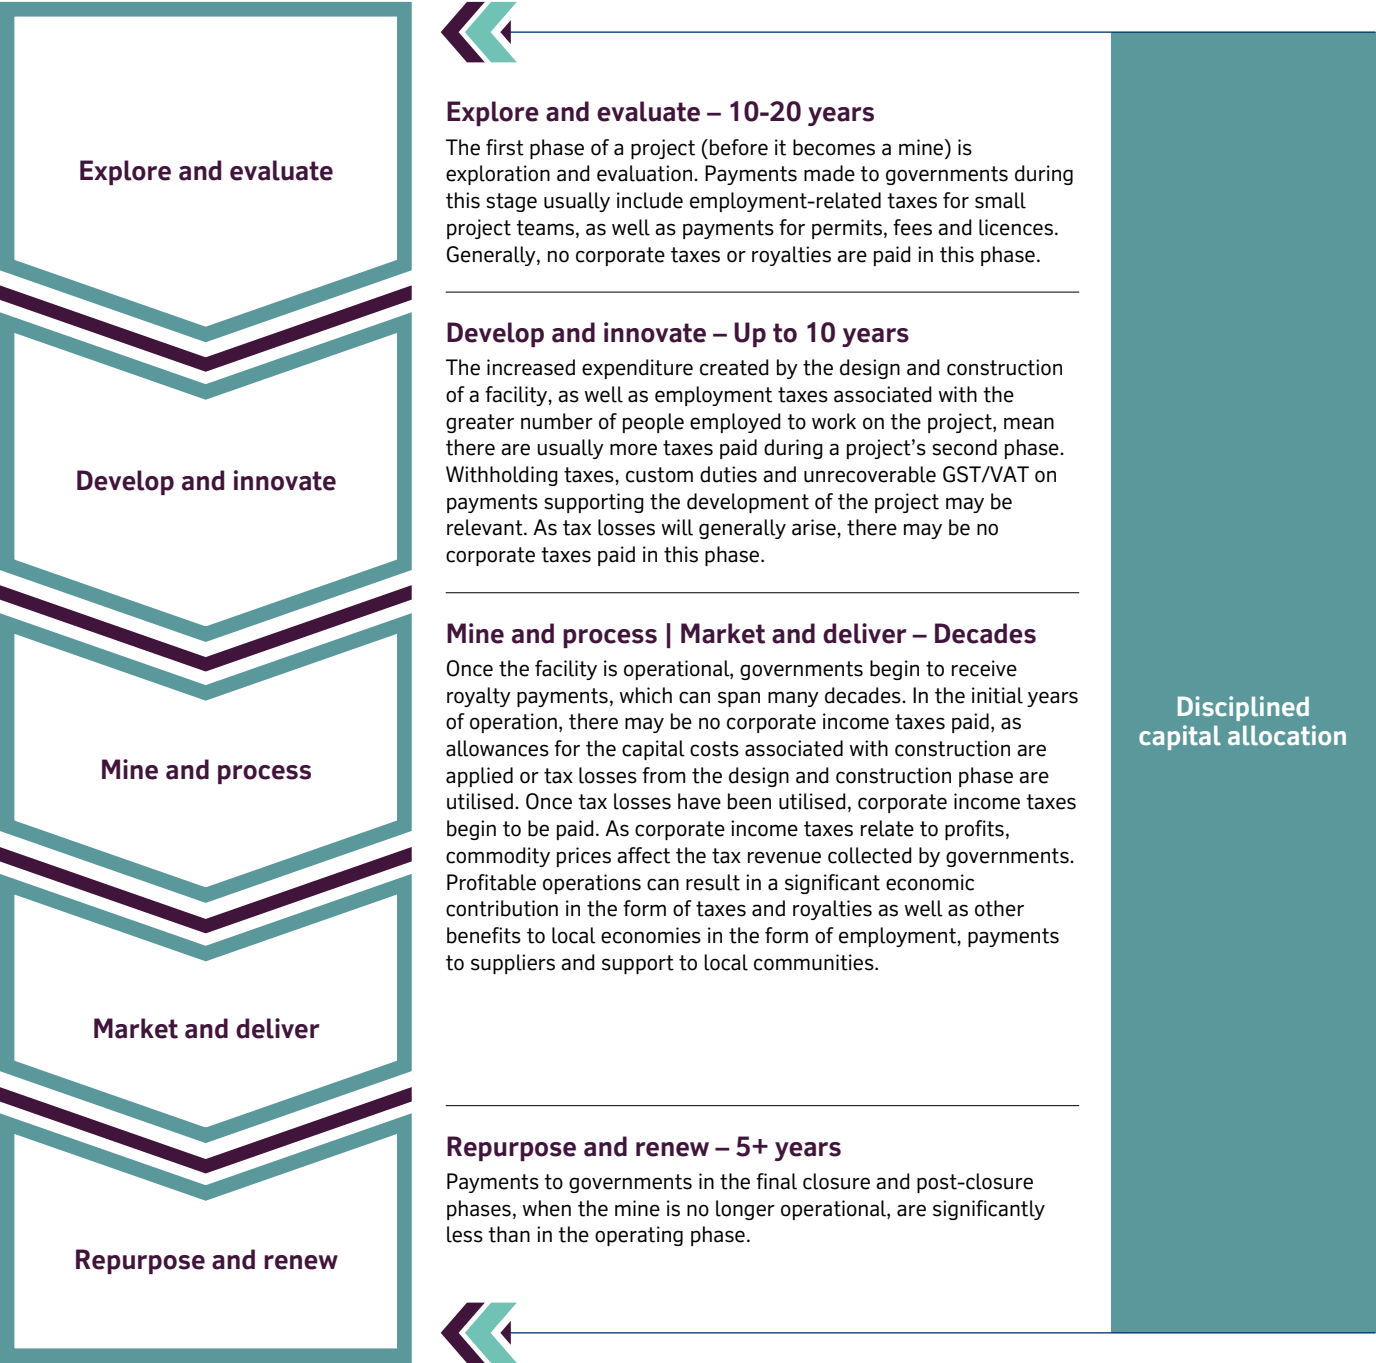 Explore and evaluate
Explore and evaluate – 10-20 years
The first phase of a project (before it becomes a mine) is
exploration and evaluation. Payments made to governments during
this stage usually include employment-related taxes for small
project teams, as well as payments for permits, fees and licences.
Generally, no corporate taxes or royalties are paid in this phase.
Develop and innovate
Develop and innovate – Up to 10 years
The increased expenditure created by the design and construction
of a facility, as well as employment taxes associated with the
greater number of people employed to work on the project, mean
there are usually more taxes paid during a project's second phase.
Withholding taxes, custom duties and unrecoverable GST/VAT on
payments supporting the development of the project may be
relevant. As tax losses will generally arise, there may be no
corporate taxes paid in this phase.
Mine and process
Market and deliver
Mine and process | Market and deliver – Decades
Once the facility is operational, governments begin to receive
royalty payments, which can span many decades. In the initial years
of operation, there may be no corporate income taxes paid, as
allowances for the capital costs associated with construction are
applied or tax losses from the design and construction phase are
utilised. Once tax losses have been utilised, corporate income taxes
begin to be paid. As corporate income taxes relate to profits,
commodity prices affect the tax revenue collected by governments.
Profitable operations can result in a significant economic
contribution in the form of taxes and royalties as well as other
benefits to local economies in the form of employment, payments
to suppliers and support to local communities.
Repurpose and renew
Repurpose and renew – 5+ years
Payments to governments in the final closure and post-closure
phases, when the mine is no longer operational, are significantly
less than in the operating phase.
Disciplined
capital allocation